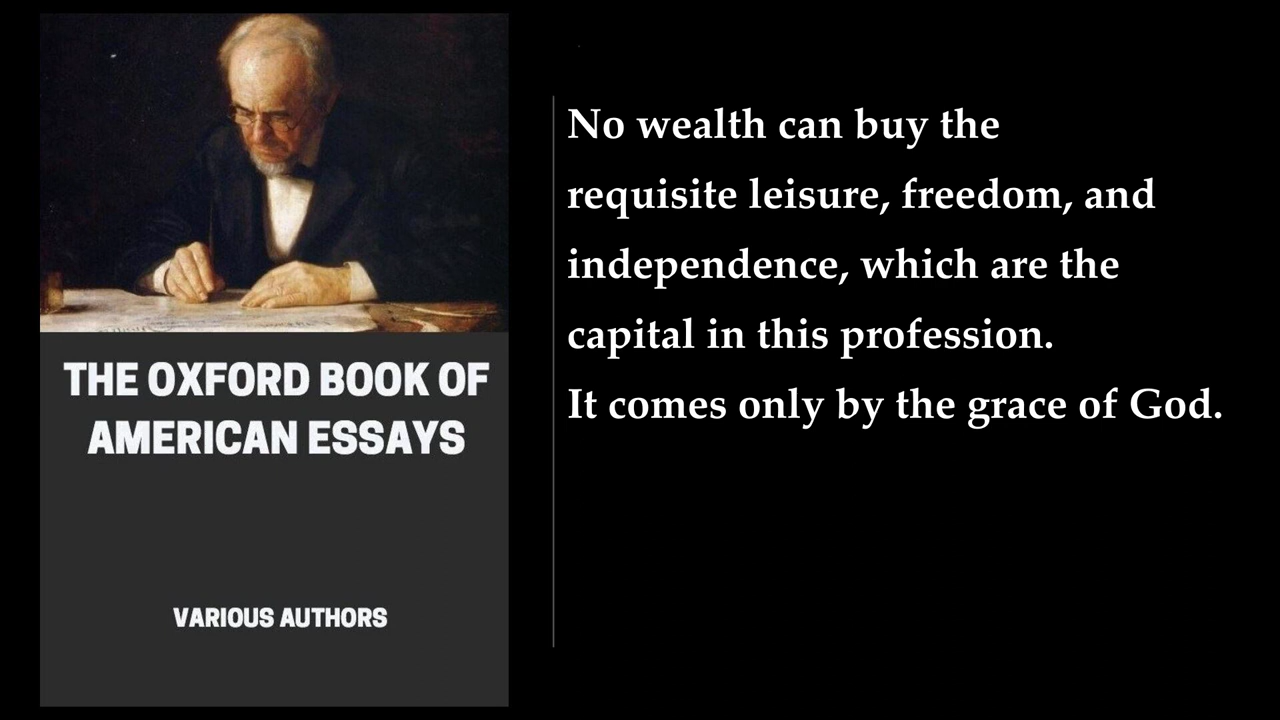 THE OXFORD BOOK OF
AMERICAN ESSAYS
VARIOUS AUTHORS
No wealth can buy the
requisite leisure, freedom, and
independence, which are the
capital in this profession.
It comes only by the grace of God.